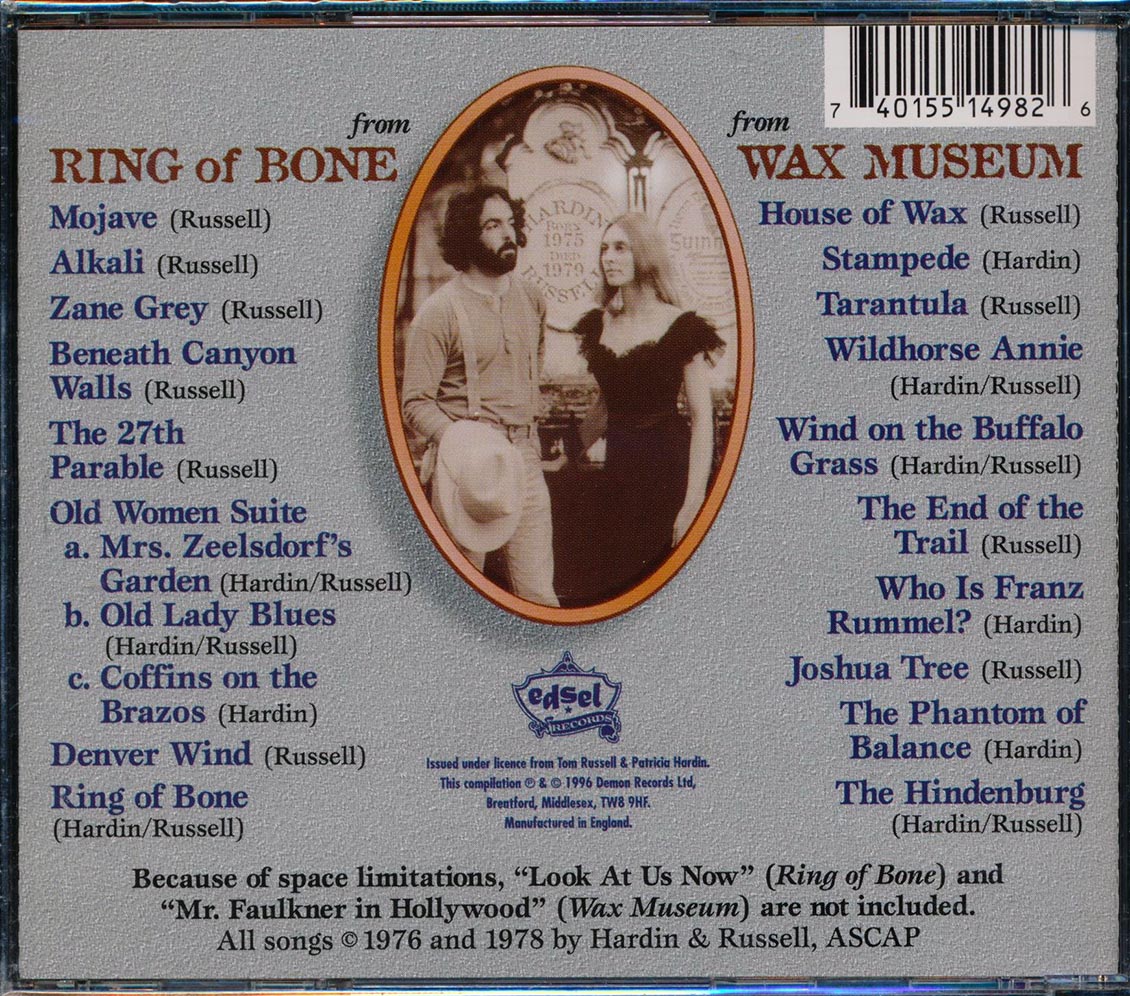 from
RING of BONE
Mojave (Russell)
Alkali (Russell)
Zane Grey (Russell)
Beneath Canyon
Walls (Russell)
The 27th
Parable (Russell)
Old Women Suite
a. Mrs. Zeelsdorf's
Garden (Hardin/Russell)
b. Old Lady Blues
(Hardin/Russell)
c. Coffins on the
Brazos (Hardin)
Denver Wind (Russell)
Ring of Bone
(Hardin/Russell)
HARDIN
BORN
1975
DIED
1979
RUSSELL
edsel
RECORDS
Issued under licence from Tom Russell & Patricia Hardin.
This compilation ℗ & © 1996 Demon Records Ltd,
Brentford, Middlesex, TW8 9HF.
Manufactured in England.
7 40155 14982 6
from
WAX MUSEUM
House of Wax (Russell)
Stampede (Hardin)
Tarantula (Russell)
Wildhorse Annie
(Hardin/Russell)
Wind on the Buffalo
Grass (Hardin/Russell)
The End of the
Trail (Russell)
Who Is Franz
Rummel? (Hardin)
Joshua Tree (Russell)
The Phantom of
Balance (Hardin)
The Hindenburg
(Hardin/Russell)
Because of space limitations, “Look At Us Now” (Ring of Bone) and
“Mr. Faulkner in Hollywood” (Wax Museum) are not included.
All songs © 1976 and 1978 by Hardin & Russell, ASCAP